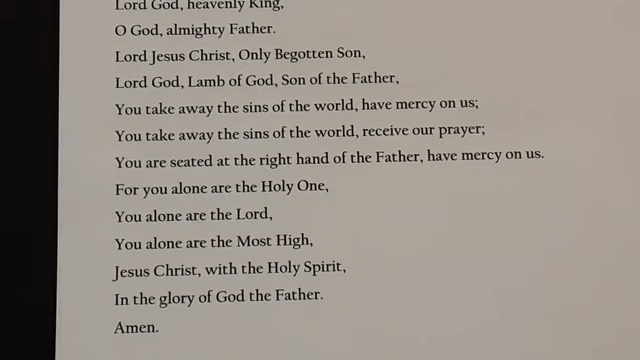 Lord God, heavenly King,
O God, almighty Father.
Lord Jesus Christ, Only Begotten Son,
Lord God, Lamb of God, Son of the Father,
You take away the sins of the world, have mercy on us;
You take away the sins of the world, receive our prayer;
You are seated at the right hand of the Father, have mercy on us.
For you alone are the Holy One,
You alone are the Lord,
You alone are the Most High,
Jesus Christ, with the Holy Spirit,
In the glory of God the Father.
Amen.